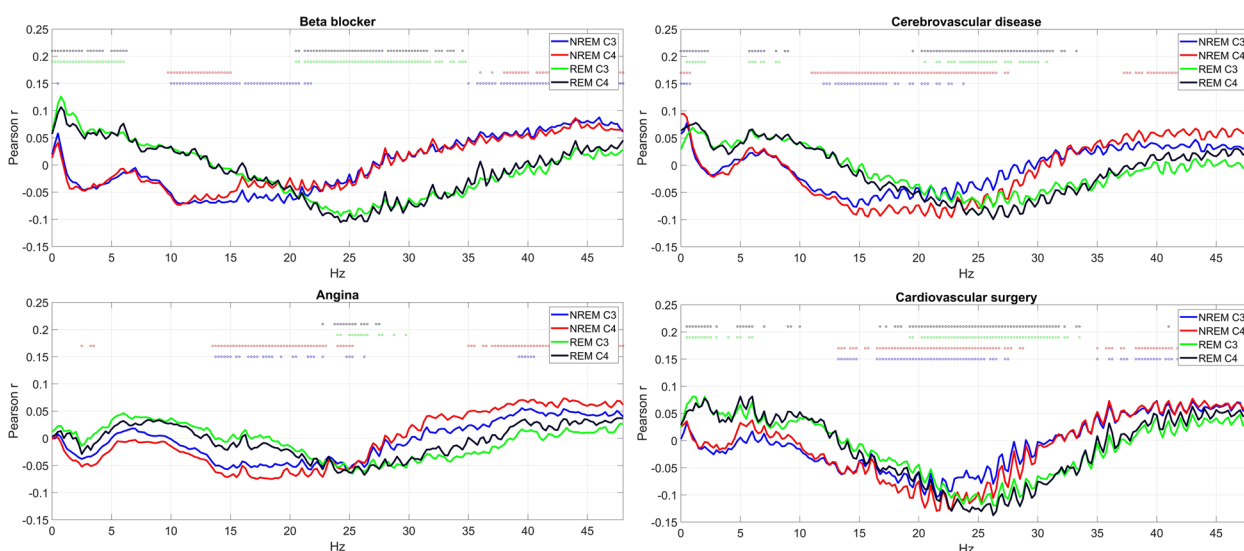 Beta blocker
0.25
0.2
0.15
0.1
0.05
0
-0.05
-0.1
-0.15
Pearson r
0 5 10 15 20 25 30 35 40 45
Hz
NREM C3
NREM C4
REM C3
REM C4
Cerebrovascular disease
0.25
0.2
0.15
0.1
0.05
0
-0.05
-0.1
-0.15
Pearson r
0 5 10 15 20 25 30 35 40 45
Hz
NREM C3
NREM C4
REM C3
REM C4
Angina
0.25
0.2
0.15
0.1
0.05
0
-0.05
-0.1
-0.15
Pearson r
0 5 10 15 20 25 30 35 40 45
Hz
NREM C3
NREM C4
REM C3
REM C4
Cardiovascular surgery
0.25
0.2
0.15
0.1
0.05
0
-0.05
-0.1
-0.15
Pearson r
0 5 10 15 20 25 30 35 40 45
Hz
NREM C3
NREM C4
REM C3
REM C4